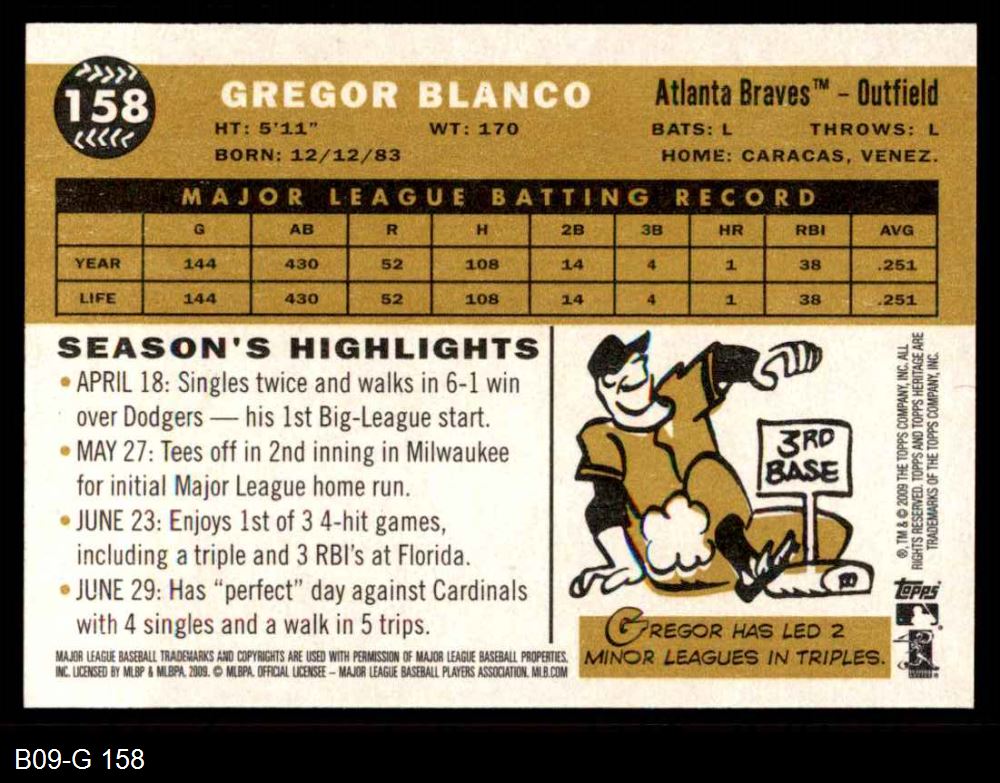 158
GREGOR BLANCO
Atlanta Braves™ – Outfield
HT: 5'11" WT: 170 BATS: L THROWS: L
BORN: 12/12/83 HOME: CARACAS, VENEZ.
MAJOR LEAGUE BATTING RECORD
G AB R H 2B 3B HR RBI AVG
YEAR 144 430 52 108 14 4 1 38 .251
LIFE 144 430 52 108 14 4 1 38 .251
SEASON'S HIGHLIGHTS
• APRIL 18: Singles twice and walks in 6-1 win
over Dodgers — his 1st Big-League start.
• MAY 27: Tees off in 2nd inning in Milwaukee
for initial Major League home run.
• JUNE 23: Enjoys 1st of 3 4-hit games,
including a triple and 3 RBI's at Florida.
• JUNE 29: Has "perfect" day against Cardinals
with 4 singles and a walk in 5 trips.
MAJOR LEAGUE BASEBALL TRADEMARKS AND COPYRIGHTS ARE USED WITH PERMISSION OF MAJOR LEAGUE BASEBALL PROPERTIES,
INC. LICENSED BY MLBP & MLBPA, 2009. © MLBPA. OFFICIAL LICENSEE – MAJOR LEAGUE BASEBALL PLAYERS ASSOCIATION. MLB.COM
3RD
BASE
GREGOR HAS LED 2
MINOR LEAGUES IN TRIPLES.
®, TM & © 2009 THE TOPPS COMPANY, INC. ALL
RIGHTS RESERVED. TOPPS AND TOPPS HERITAGE ARE
TRADEMARKS OF THE TOPPS COMPANY, INC.
topps
B09-G 158